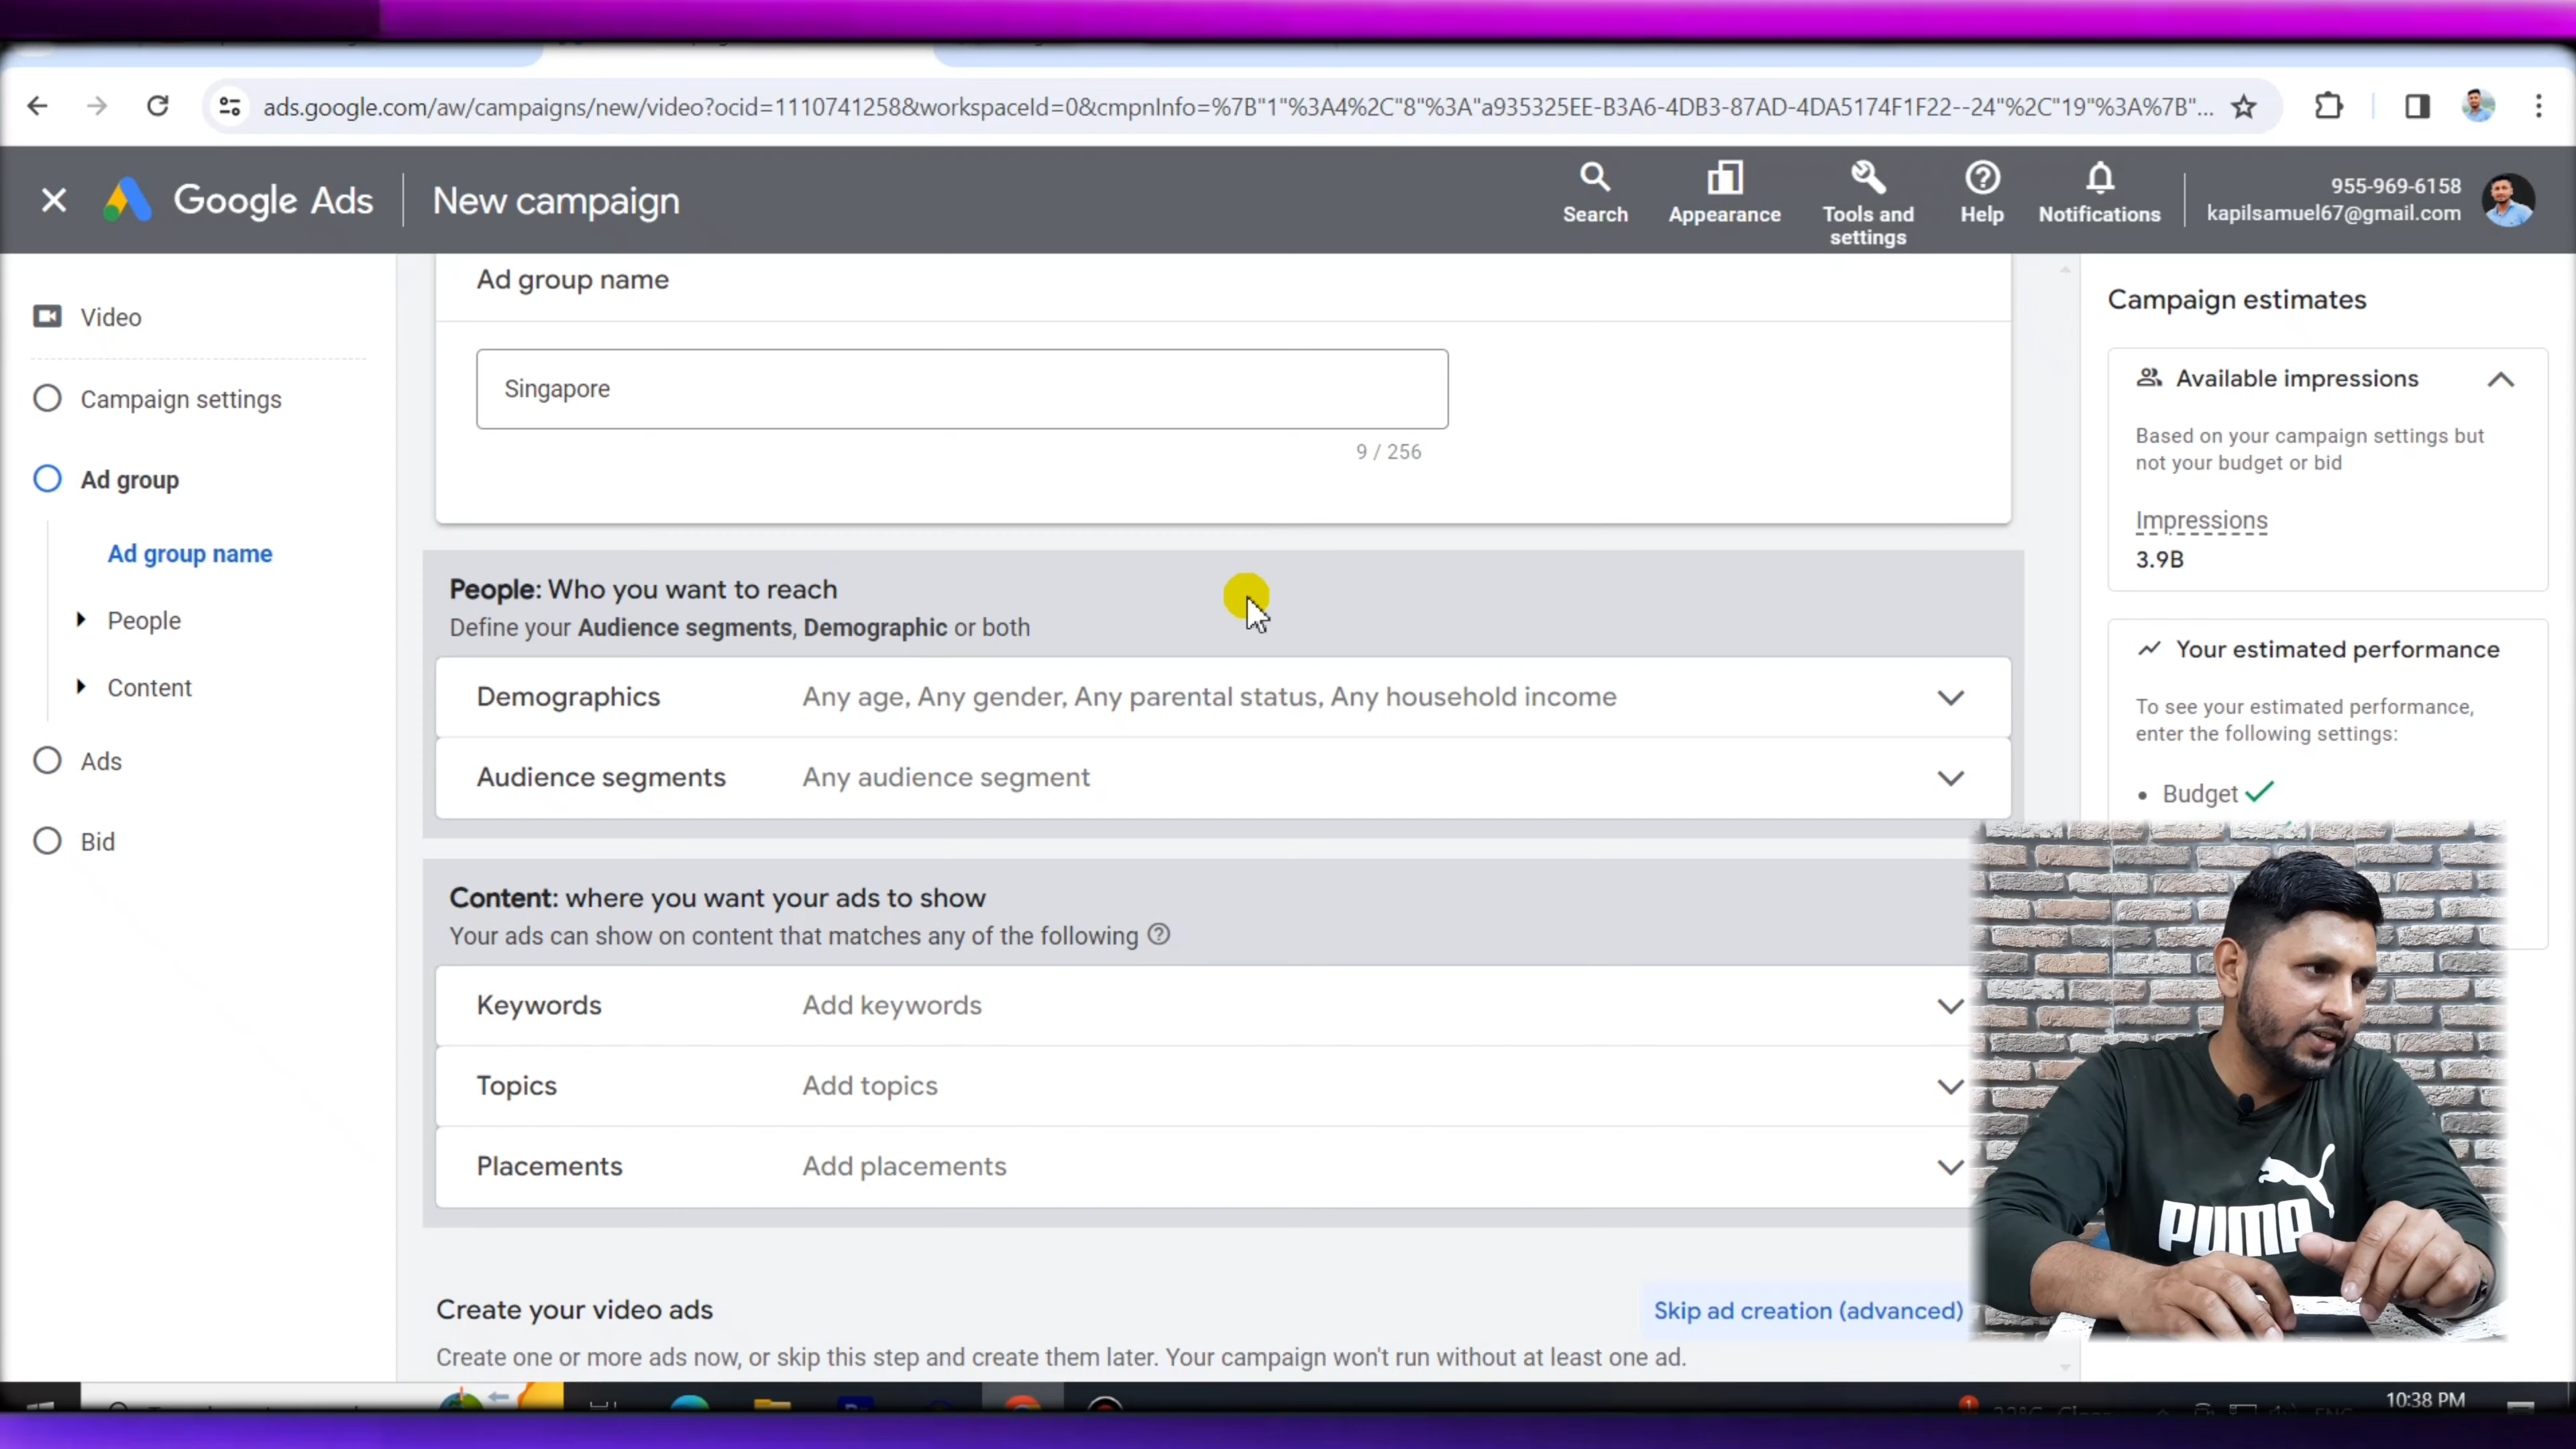 ads.google.com/aw/campaigns/new/video?ocid=1110741258&workspaceId=0&cmpnInfo=%7B"1"%3A4%2C"8"%3A"a935325EE-B3A6-4DB3-87AD-4DA5174F1F22--24"%2C"19"%3A%7B"...
Google Ads
New campaign
Search
Appearance
Tools and
settings
Help
Notifications
955-969-6158
kapilsamuel67@gmail.com
Video
Campaign settings
Ad group
Ad group name
People
Content
Ads
Bid
Ad group name
Singapore
9 / 256
People: Who you want to reach
Define your Audience segments, Demographic or both
Demographics Any age, Any gender, Any parental status, Any household income
Audience segments Any audience segment
Content: where you want your ads to show
Your ads can show on content that matches any of the following
Keywords Add keywords
Topics Add topics
Placements Add placements
Create your video ads
Skip ad creation (advanced)
Create one or more ads now, or skip this step and create them later. Your campaign won't run without at least one ad.
Campaign estimates
Available impressions
Based on your campaign settings but
not your budget or bid
Impressions
3.9B
Your estimated performance
To see your estimated performance,
enter the following settings:
• Budget
PUMA
10:38 PM